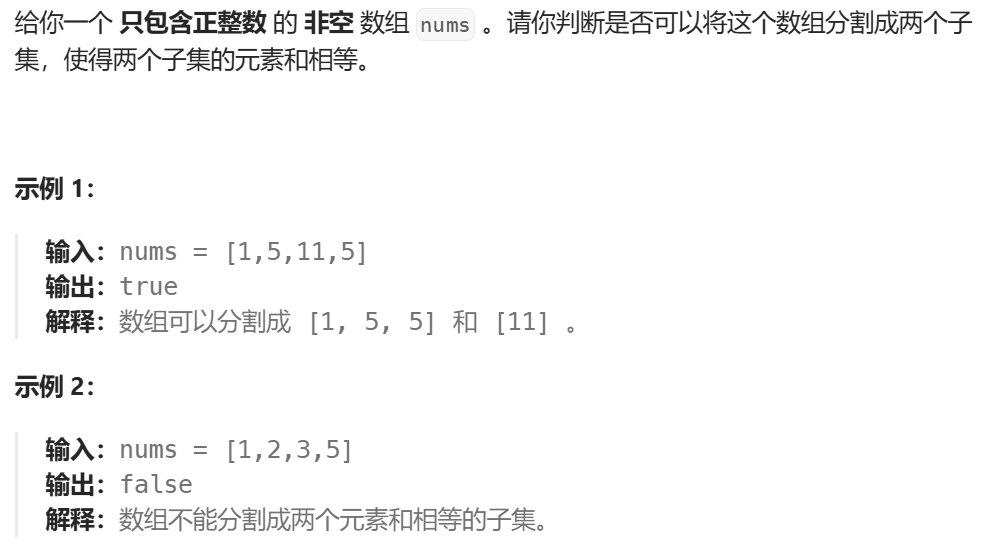 给你一个 只包含正整数 的 非空 数组 nums 。请你判断是否可以将这个数组分割成两个子
集，使得两个子集的元素和相等。
示例 1：
输入：nums = [1,5,11,5]
输出：true
解释：数组可以分割成 [1, 5, 5] 和 [11] 。
示例 2：
输入：nums = [1,2,3,5]
输出：false
解释：数组不能分割成两个元素和相等的子集。